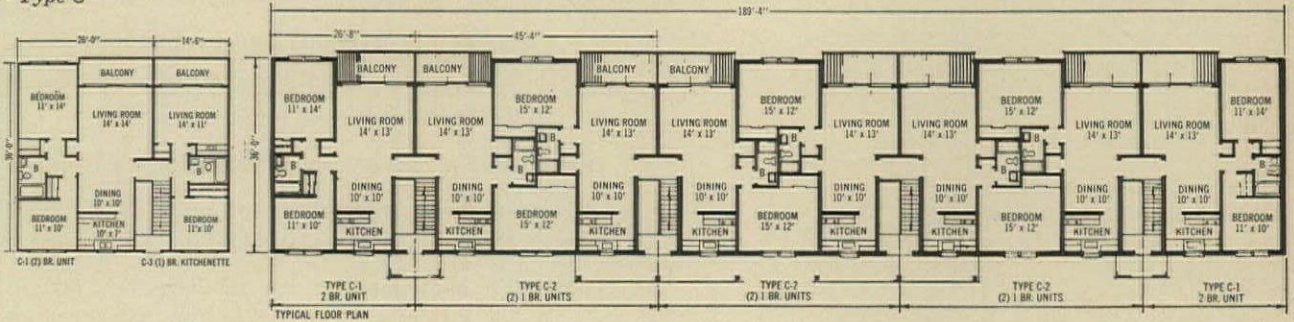 Type C
189'-4"
26'-0" 14'-6" 26'-8" 45'-4"
BALCONY BALCONY BALCONY BALCONY BALCONY BALCONY
36'-0"
BEDROOM
11' x 14'
LIVING ROOM
14' x 14'
LIVING ROOM
14' x 11'
B
B
DINING
10' x 10'
KITCHEN
10' x 7'
BEDROOM
11' x 10'
BEDROOM
11' x 10'
C-1 (2) BR. UNIT
C-3 (1) BR. KITCHENETTE
36'-0"
BEDROOM
11' x 14'
LIVING ROOM
14' x 13'
LIVING ROOM
14' x 13'
BEDROOM
15' x 12'
LIVING ROOM
14' x 13'
LIVING ROOM
14' x 13'
BEDROOM
15' x 12'
LIVING ROOM
14' x 13'
LIVING ROOM
14' x 13'
BEDROOM
15' x 12'
LIVING ROOM
14' x 13'
LIVING ROOM
14' x 13'
BEDROOM
11' x 14'
B B B B B B B B
BEDROOM
11' x 10'
DINING
10' x 10'
KITCHEN
DINING
10' x 10'
KITCHEN
BEDROOM
15' x 12'
DINING
10' x 10'
KITCHEN
DINING
10' x 10'
KITCHEN
BEDROOM
15' x 12'
DINING
10' x 10'
KITCHEN
DINING
10' x 10'
KITCHEN
BEDROOM
15' x 12'
DINING
10' x 10'
KITCHEN
DINING
10' x 10'
KITCHEN
BEDROOM
11' x 10'
TYPE C-1
2 BR. UNIT
TYPE C-2
(2) 1 BR. UNITS
TYPE C-2
(2) 1 BR. UNITS
TYPE C-2
(2) 1 BR. UNITS
TYPE C-1
2 BR. UNIT
TYPICAL FLOOR PLAN